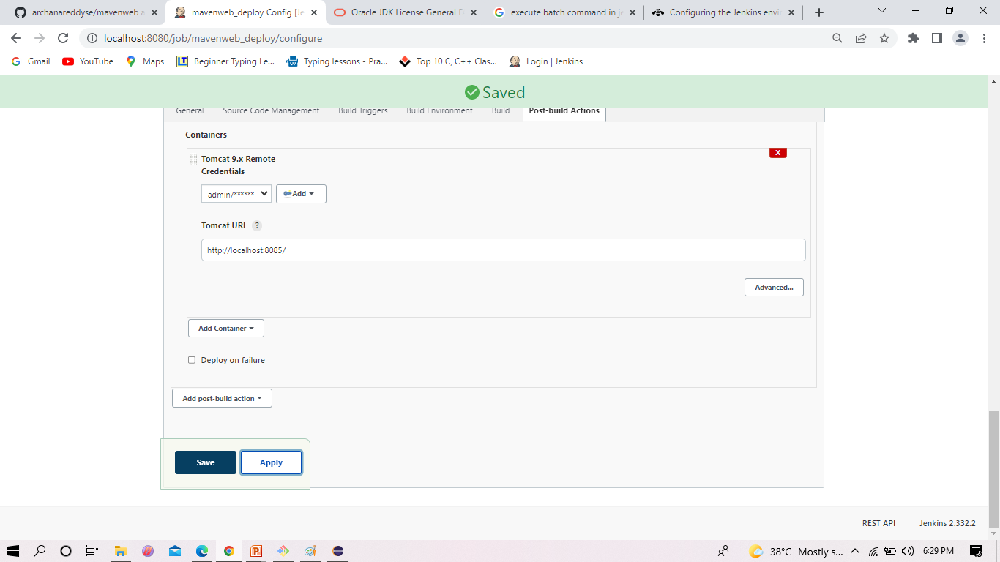 archanareddyse/mavenweb a
mavenweb_deploy Config [Je
Oracle JDK License General F
execute batch command in je
Configuring the Jenkins envir
localhost:8080/job/mavenweb_deploy/configure
Gmail
YouTube
Maps
Beginner Typing Le...
Typing lessons - Pra...
Top 10 C, C++ Clas...
Login | Jenkins
Saved
General
Source Code Management
Build Triggers
Build Environment
Build
Post-build Actions
Containers
Tomcat 9.x Remote
X
Credentials
admin/******
Add
Tomcat URL ?
http://localhost:8085/
Advanced...
Add Container
Deploy on failure
Add post-build action
Save
Apply
REST API
Jenkins 2.332.2
38°C Mostly s...
6:29 PM